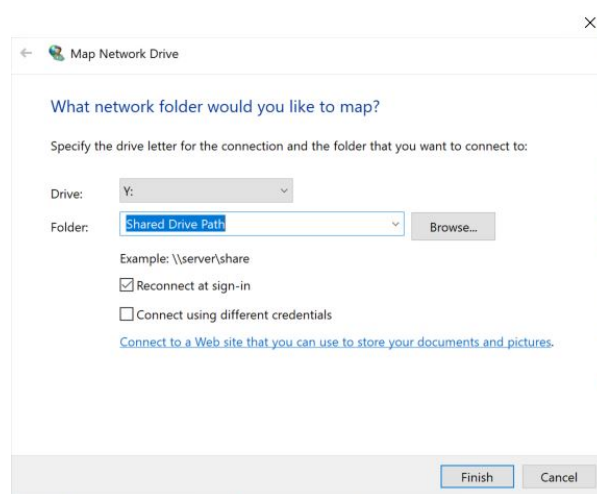 Map Network Drive
What network folder would you like to map?
Specify the drive letter for the connection and the folder that you want to connect to:
Drive: Y:
Folder: Shared Drive Path Browse...
Example: \\server\share
Reconnect at sign-in
Connect using different credentials
Connect to a Web site that you can use to store your documents and pictures.
Finish Cancel